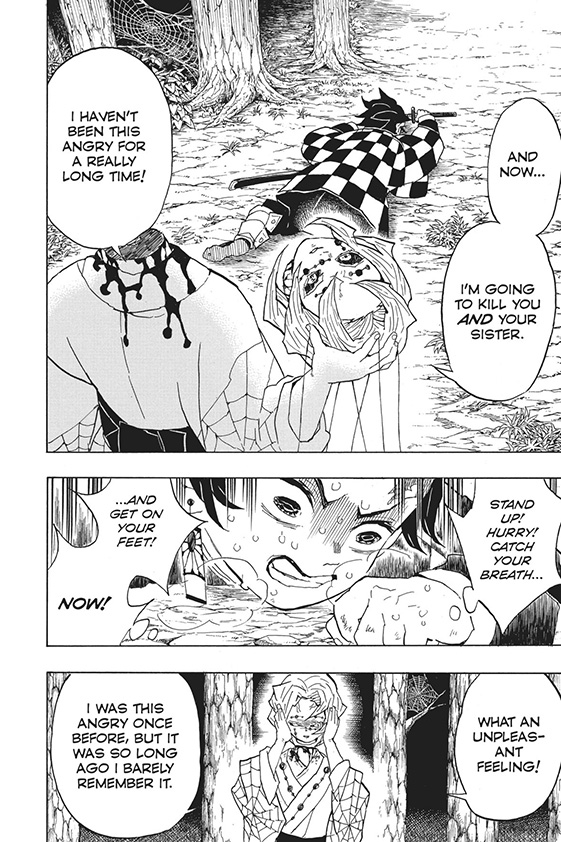 AND
NOW...
I'M GOING
TO KILL YOU
AND YOUR
SISTER.
I HAVEN'T
BEEN THIS
ANGRY FOR
A REALLY
LONG TIME!
STAND
UP!
HURRY!
CATCH
YOUR
BREATH...
...AND
GET ON
YOUR
FEET!
NOW!
WHAT AN
UNPLEAS-
ANT
FEELING!
I WAS THIS
ANGRY ONCE
BEFORE, BUT IT
WAS SO LONG
AGO I BARELY
REMEMBER IT.